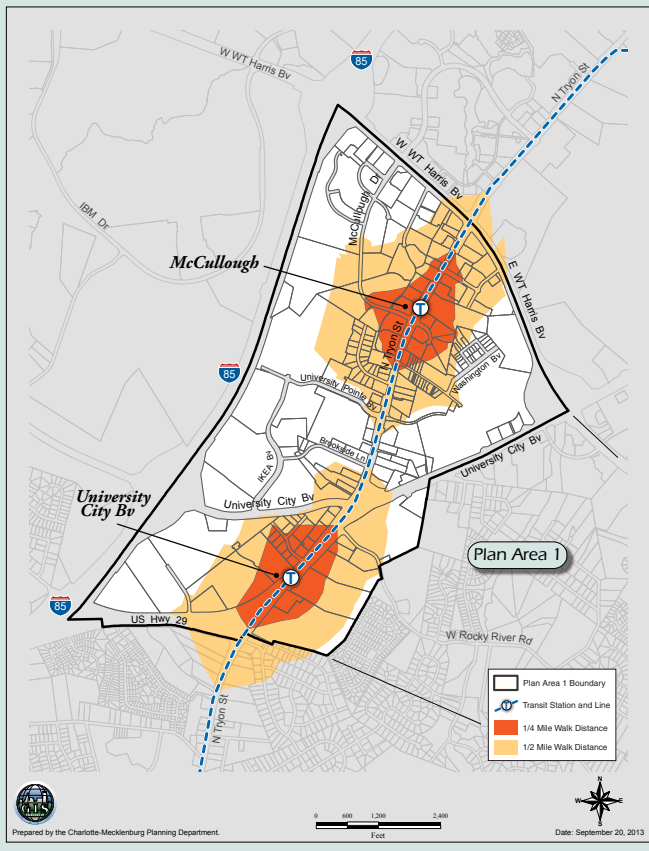 85
W WT Harris Bv
N Tryon St
W WT Harris Bv
McCullough Dr
IBM Dr
McCullough
T
E WT Harris Bv
N Tryon St
85
University Pointe Bv
Washington Bv
Brookside Ln
IKEA Rd
University City Bv
University
City Bv
University City Bv
Plan Area 1
T
85
US Hwy 29
W Rocky River Rd
N Tryon St
Plan Area 1 Boundary
T
Transit Station and Line
1/4 Mile Walk Distance
1/2 Mile Walk Distance
GIS
N
W
E
S
0 600 1,200 2,400
Feet
Prepared by the Charlotte-Mecklenburg Planning Department.
Date: September 20, 2013